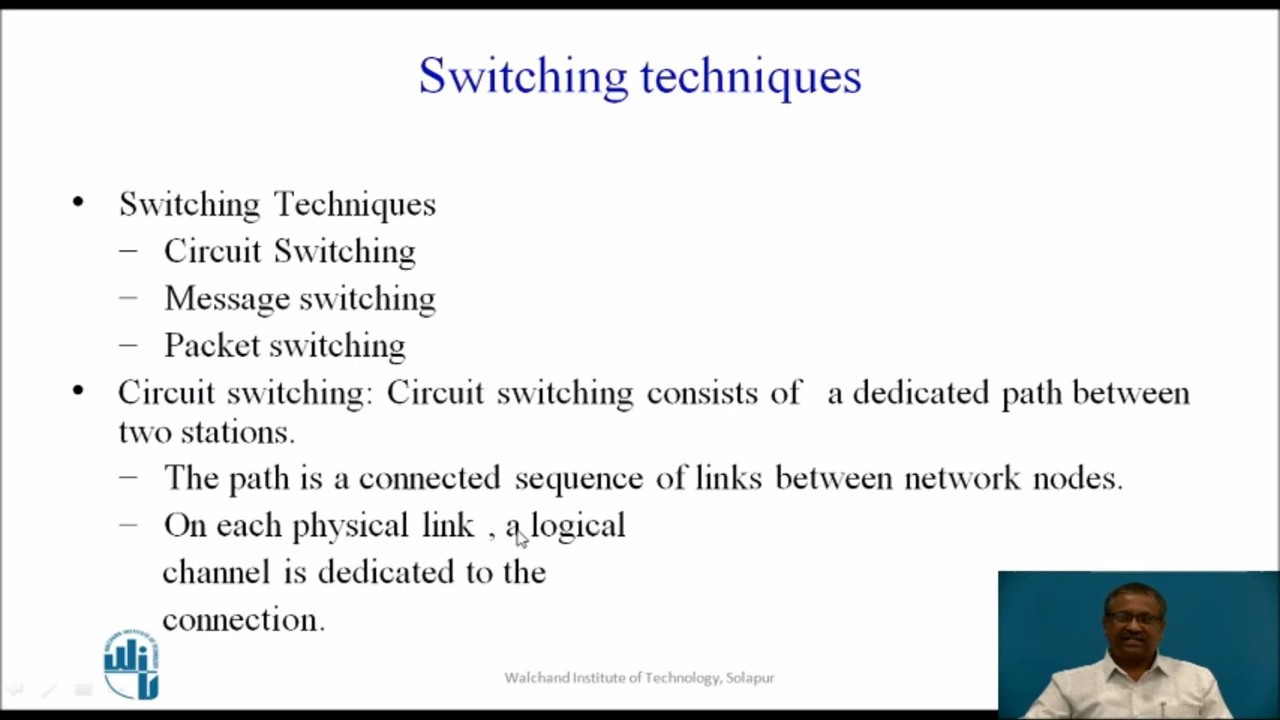 Switching techniques
• Switching Techniques
– Circuit Switching
– Message switching
– Packet switching
• Circuit switching: Circuit switching consists of a dedicated path between
two stations.
– The path is a connected sequence of links between network nodes.
– On each physical link , a logical
channel is dedicated to the
connection.
Walchand Institute of Technology, Solapur